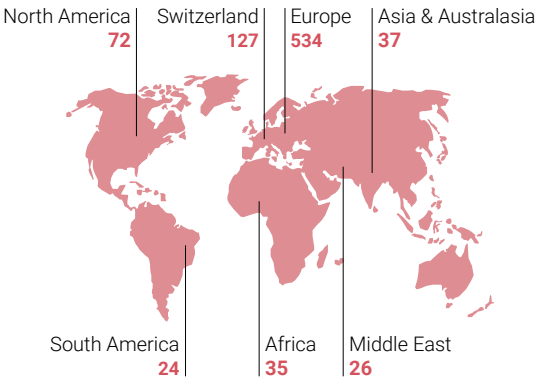 North America
72
Switzerland
127
Europe
534
Asia & Australasia
37
South America
24
Africa
35
Middle East
26